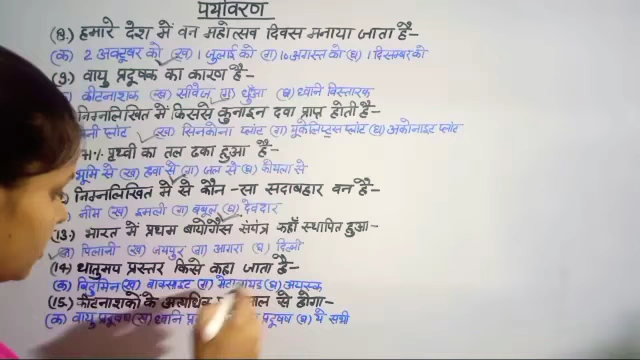 पर्यावरण
(8.) हमारे देश में वन महोत्सव दिवस मनाया जाता है-
(क) 2 अक्टूबर को (ख) 1 जुलाई को (ग) 10 अगस्त को (घ) 1 दिसम्बर को
(9.) वायु प्रदूषक का कारण है-
कीटनाशक (ख) सीवेज (ग) धुँआ (घ) ध्वनि विस्तारक
निम्नलिखित में किससे कुनाइन दवा प्राप्त होती है-
प्लांट (ख) सिनकोना प्लांट (ग) यूकेलिप्ट्स प्लांट (घ) अकोनाइट प्लांट
पृथ्वी का तल ढका हुआ है-
भूमि से (ख) हवा से (ग) जल से (घ) कोयला से
निम्नलिखित में से कौन-सा सदाबहार वन है-
नीम (ख) इमली (ग) बबूल (घ) देवदार
(13.) भारत में प्रथम बायोगैस संयंत्र कहाँ स्थापित हुआ-
(क) पिलानी (ख) जयपुर (ग) आगरा (घ) दिल्ली
(14.) धातुमय प्रस्तर किसे कहा जाता है-
(क) बिटुमिन (ख) बाक्साइट (ग) (घ) अयस्क
(15.) कीटनाशकों के अत्यधिक से होगा-
(क) वायु प्रदूषण (ख) ध्वनि प्रदूषण (घ) ये सभी